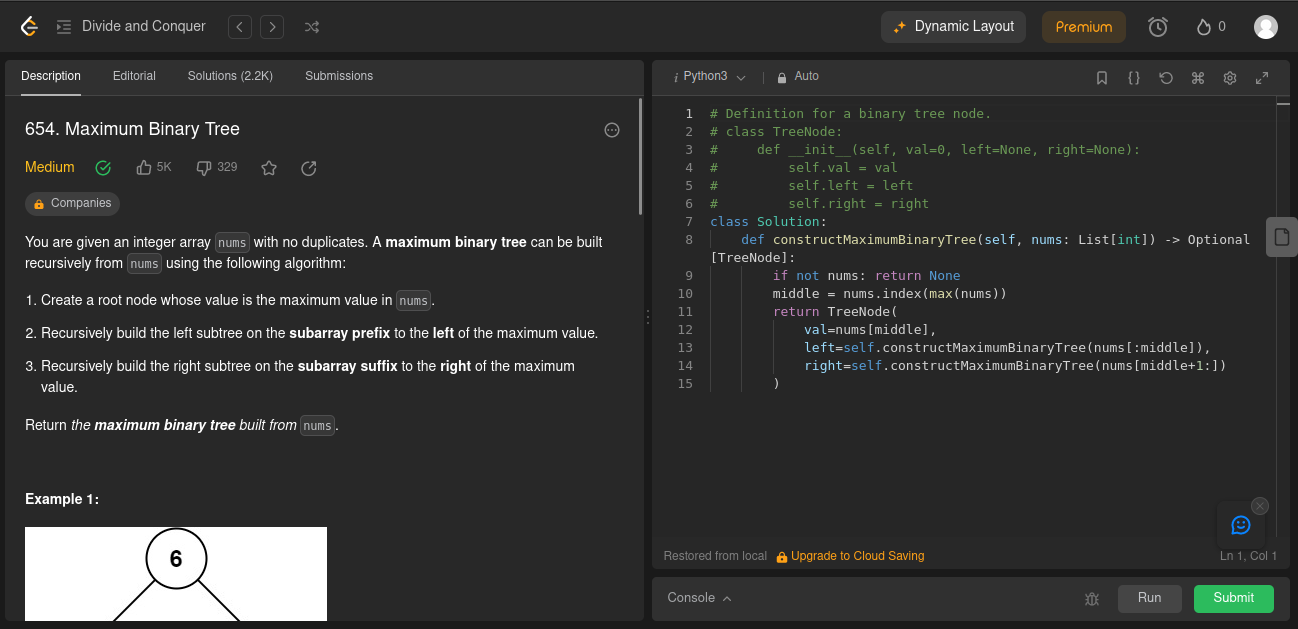 Divide and Conquer
Dynamic Layout
Premium
0
Description
Editorial
Solutions (2.2K)
Submissions
654. Maximum Binary Tree
Medium
5K
329
Companies
You are given an integer array nums with no duplicates. A maximum binary tree can be built
recursively from nums using the following algorithm:
1. Create a root node whose value is the maximum value in nums.
2. Recursively build the left subtree on the subarray prefix to the left of the maximum value.
3. Recursively build the right subtree on the subarray suffix to the right of the maximum
value.
Return the maximum binary tree built from nums.
Example 1:
6
i Python3
Auto
1 # Definition for a binary tree node.
2 # class TreeNode:
3 #     def __init__(self, val=0, left=None, right=None):
4 #         self.val = val
5 #         self.left = left
6 #         self.right = right
7 class Solution:
8     def constructMaximumBinaryTree(self, nums: List[int]) -> Optional
[TreeNode]:
9         if not nums: return None
10         middle = nums.index(max(nums))
11         return TreeNode(
12             val=nums[middle],
13             left=self.constructMaximumBinaryTree(nums[:middle]),
14             right=self.constructMaximumBinaryTree(nums[middle+1:])
15         )
Restored from local
Upgrade to Cloud Saving
Ln 1, Col 1
Console
Run
Submit